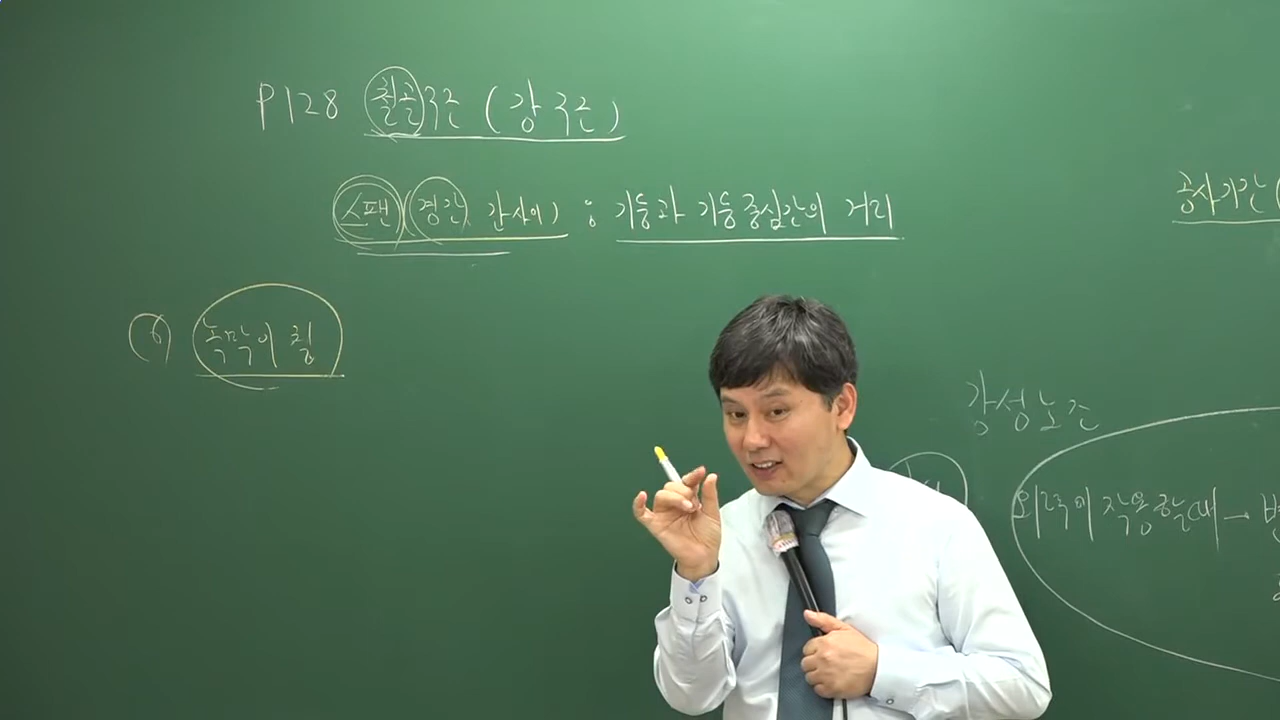 P128 철골구조 (강구조)
스팬 (경간, 간사이) : 기둥과 기둥중심간의 거리
⑥ 녹막이 칠
공사기간 (
강성
외력이 작용할때 →